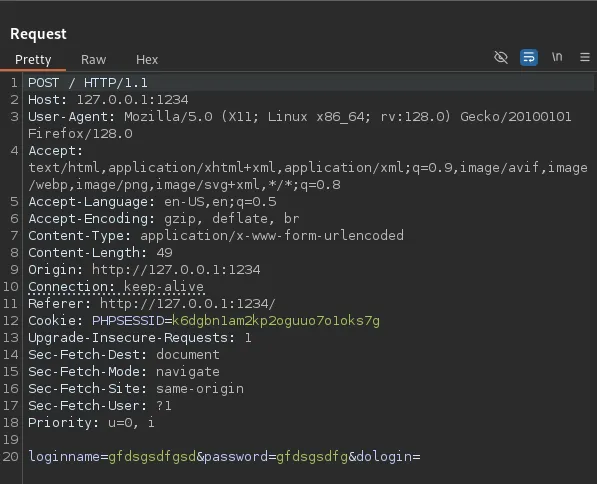 Request
Pretty Raw Hex \n
1 POST / HTTP/1.1
2 Host: 127.0.0.1:1234
3 User-Agent: Mozilla/5.0 (X11; Linux x86_64; rv:128.0) Gecko/20100101
Firefox/128.0
4 Accept:
text/html,application/xhtml+xml,application/xml;q=0.9,image/avif,image
/webp,image/png,image/svg+xml,*/*;q=0.8
5 Accept-Language: en-US,en;q=0.5
6 Accept-Encoding: gzip, deflate, br
7 Content-Type: application/x-www-form-urlencoded
8 Content-Length: 49
9 Origin: http://127.0.0.1:1234
10 Connection: keep-alive
11 Referer: http://127.0.0.1:1234/
12 Cookie: PHPSESSID=k6dgbn1am2kp2oguuo7o1oks7g
13 Upgrade-Insecure-Requests: 1
14 Sec-Fetch-Dest: document
15 Sec-Fetch-Mode: navigate
16 Sec-Fetch-Site: same-origin
17 Sec-Fetch-User: ?1
18 Priority: u=0, i
19
20 loginname=gfdsgsdfgsd&password=gfdsgsdfg&dologin=